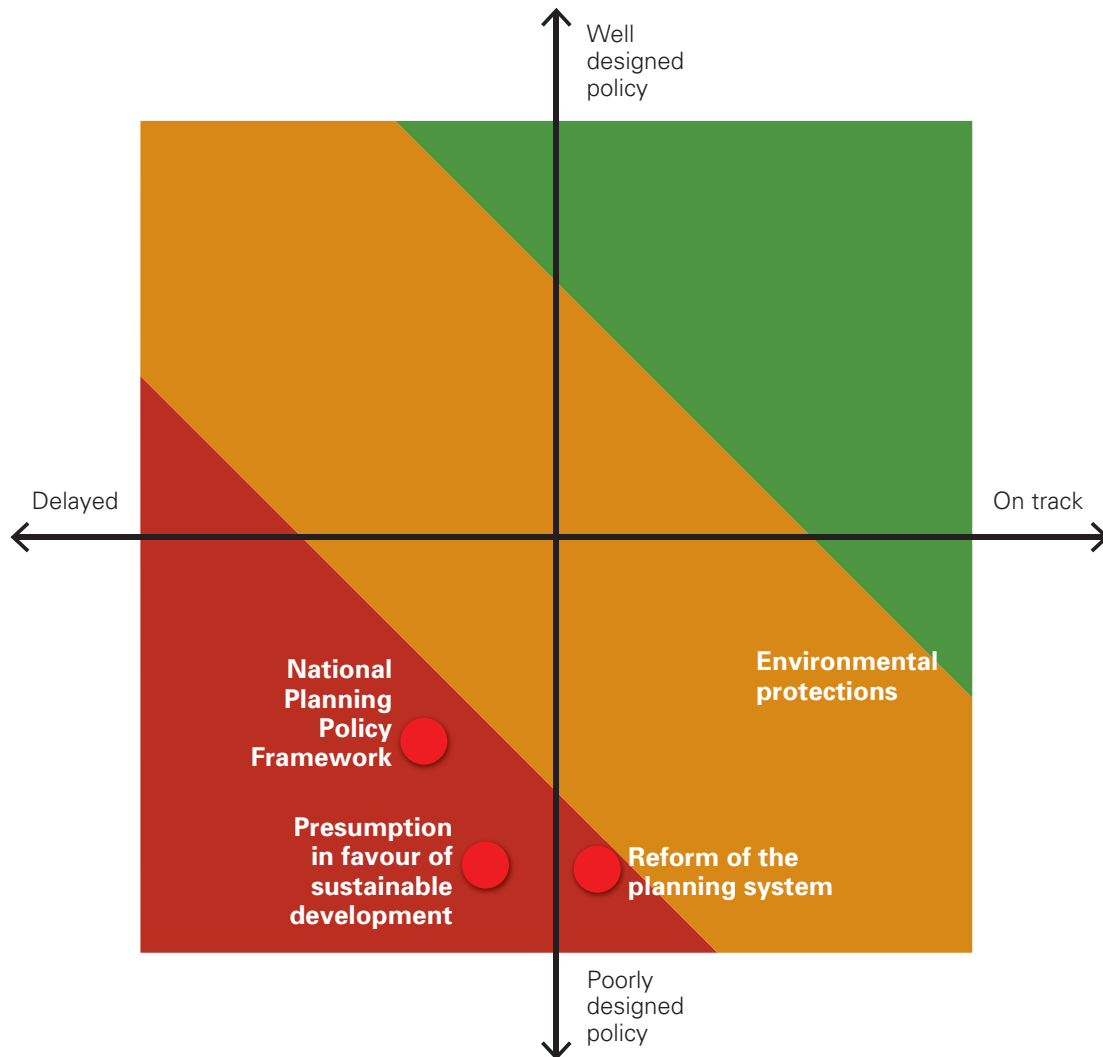 Well
designed
policy
Delayed
On track
Environmental
protections
National
Planning
Policy
Framework
Presumption
in favour of
sustainable
development
Reform of the
planning system
Poorly
designed
policy